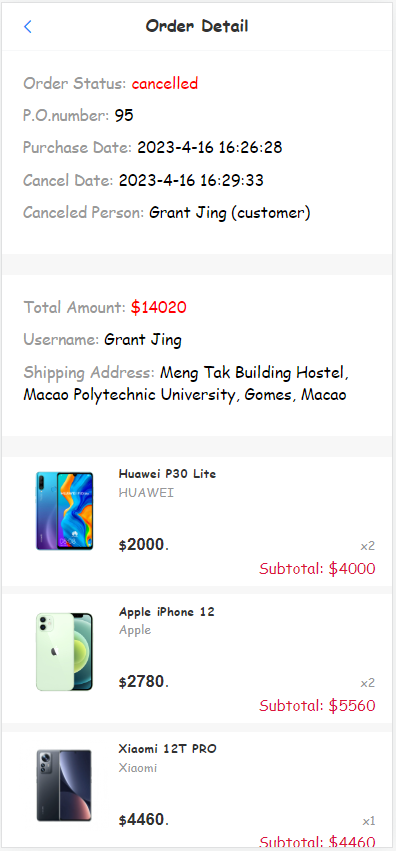 Order Detail
Order Status: cancelled
P.O.number: 95
Purchase Date: 2023-4-16 16:26:28
Cancel Date: 2023-4-16 16:29:33
Canceled Person: Grant Jing (customer)
Total Amount: $14020
Username: Grant Jing
Shipping Address: Meng Tak Building Hostel,
Macao Polytechnic University, Gomes, Macao
Huawei P30 Lite
HUAWEI
$2000. x2
Subtotal: $4000
Apple iPhone 12
Apple
$2780. x2
Subtotal: $5560
Xiaomi 12T PRO
Xiaomi
$4460. x1
Subtotal: $4460